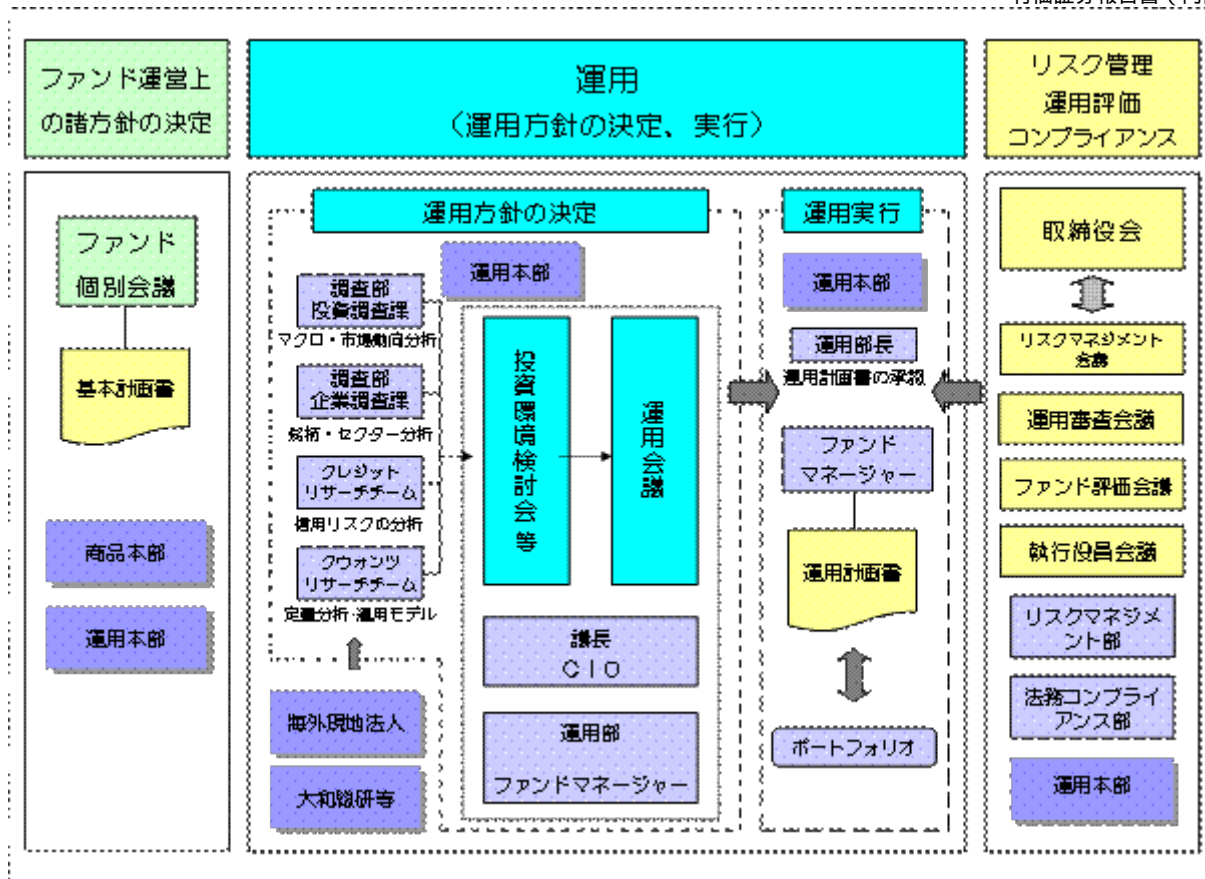 ファンド運営上
の諸方針の決定
運用
（運用方針の決定、実行）
リスク管理
運用評価
コンプライアンス
ファンド
個別会議
基本計画書
商品本部
運用本部
運用方針の決定
運用本部
調査部
投資調査課
マクロ・市場動向分析
調査部
企業調査課
銘柄・セクター分析
クレジット
リサーチチーム
信用リスクの分析
クウォンツ
リサーチチーム
定量分析・運用モデル
海外現地法人
大和総研等
投資環境検討会等
運用会議
議長
ＣＩＯ
運用部
ファンドマネージャー
運用実行
運用本部
運用部長
運用計画書の承認
ファンド
マネージャー
運用計画書
ポートフォリオ
取締役会
リスクマネジメント
会議
運用審査会議
ファンド評価会議
執行役員会議
リスクマネジメ
ント部
法務コンプライ
アンス部
運用本部